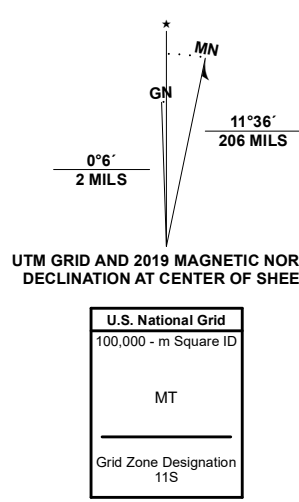 ★
MN
GN
11°36´
206 MILS
0°6´
2 MILS
UTM GRID AND 2019 MAGNETIC NOR
DECLINATION AT CENTER OF SHEE
U.S. National Grid
100,000 - m Square ID
MT
Grid Zone Designation
11S